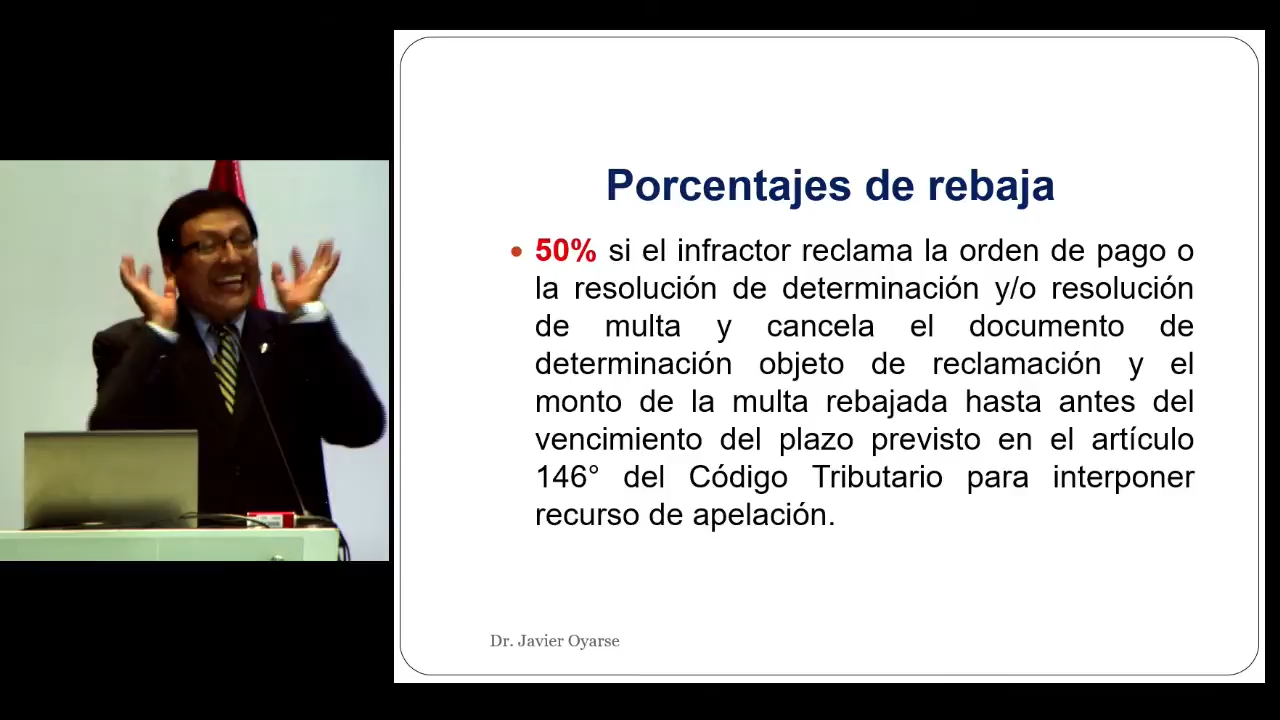 Porcentajes de rebaja
• 50% si el infractor reclama la orden de pago o
la resolución de determinación y/o resolución
de multa y cancela el documento de
determinación objeto de reclamación y el
monto de la multa rebajada hasta antes del
vencimiento del plazo previsto en el artículo
146° del Código Tributario para interponer
recurso de apelación.
Dr. Javier Oyarse